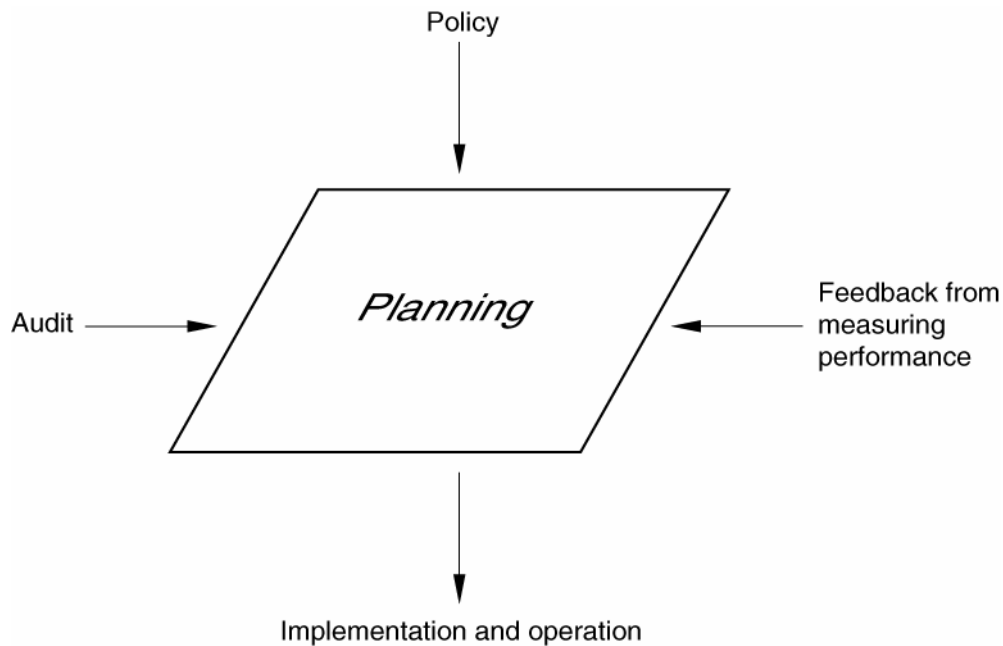 Policy
Planning
Audit
Feedback from
measuring
performance
Implementation and operation